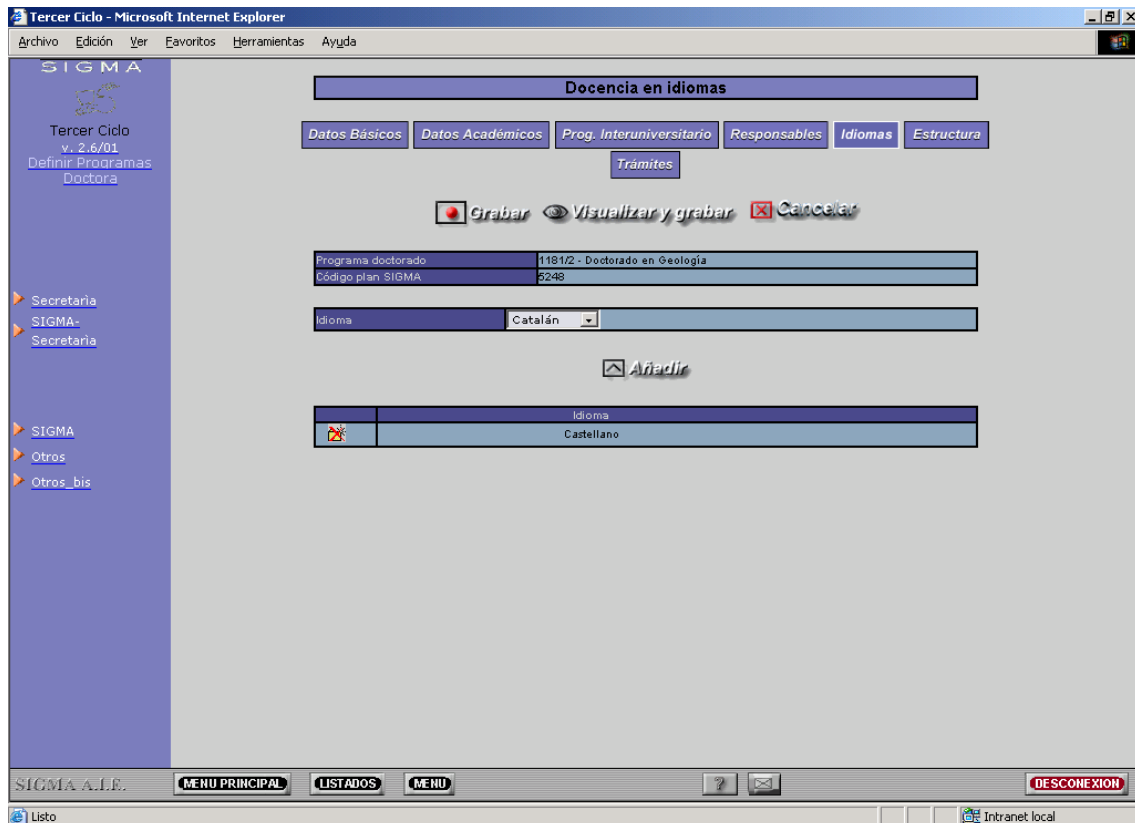 Tercer Ciclo - Microsoft Internet Explorer
Archivo Edición Ver Favoritos Herramientas Ayuda
SIGMA
Tercer Ciclo
v. 2.6/01
Definir Programas
Doctora
Secretarìa
SIGMA-
Secretarìa
SIGMA
Otros
Otros_bis
Docencia en idiomas
Datos Básicos Datos Académicos Prog. Interuniversitario Responsables Idiomas Estructura
Trámites
Grabar Visualizar y grabar Cancelar
Programa doctorado 1181/2 - Doctorado en Geología
Código plan SIGMA 5248
Idioma Catalán
Añadir
Idioma
Castellano
SIGMA A.I.E. MENU PRINCIPAL LISTADOS MENU ? DESCONEXION
Listo Intranet local